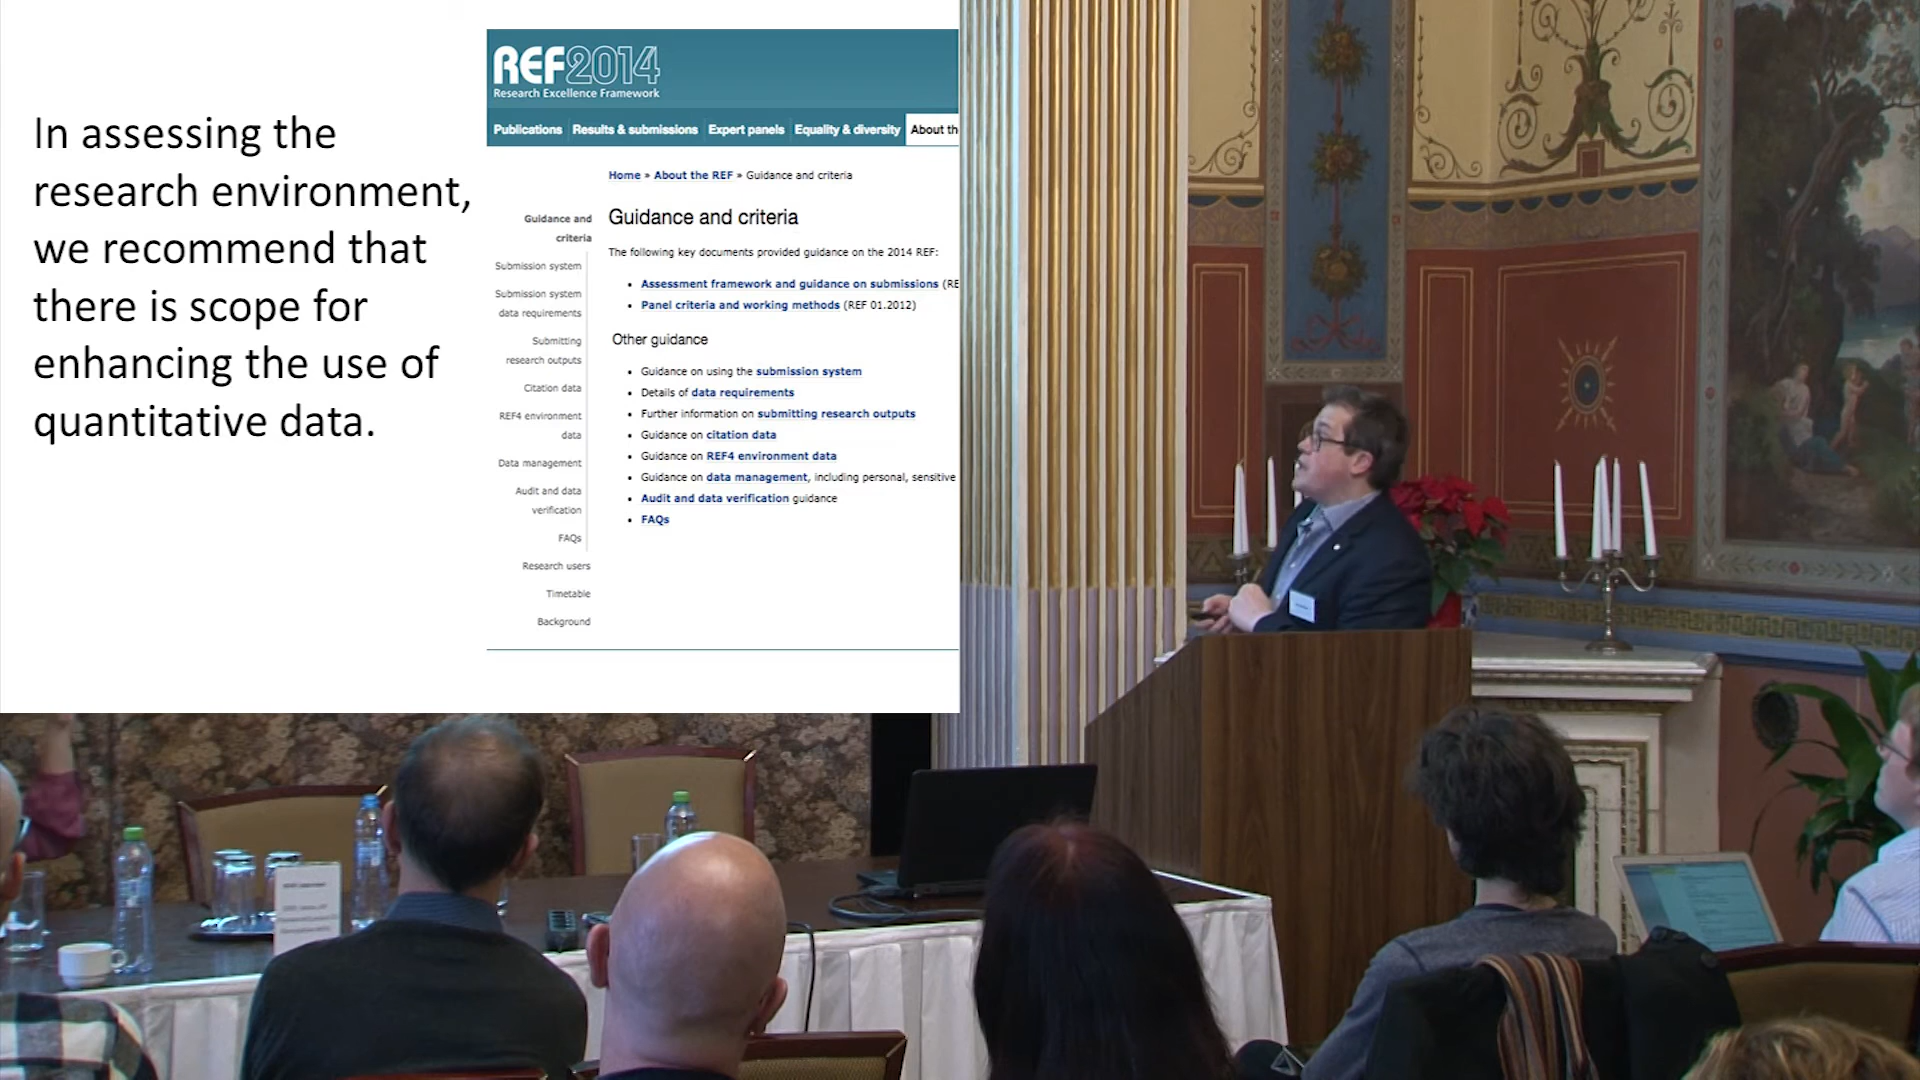 In assessing the
research environment,
we recommend that
there is scope for
enhancing the use of
quantitative data.
REF2014
Research Excellence Framework
Publications
Results & submissions
Expert panels
Equality & diversity
About th
Home » About the REF » Guidance and criteria
Guidance and
criteria
Submission system
Submission system
data requirements
Submitting
research outputs
Citation data
REF4 environment
data
Data management
Audit and data
verification
FAQs
Research users
Timetable
Background
Guidance and criteria
The following key documents provided guidance on the 2014 REF:
• Assessment framework and guidance on submissions (RE
• Panel criteria and working methods (REF 01.2012)
Other guidance
• Guidance on using the submission system
• Details of data requirements
• Further information on submitting research outputs
• Guidance on citation data
• Guidance on REF4 environment data
• Guidance on data management, including personal, sensitive
• Audit and data verification guidance
• FAQs